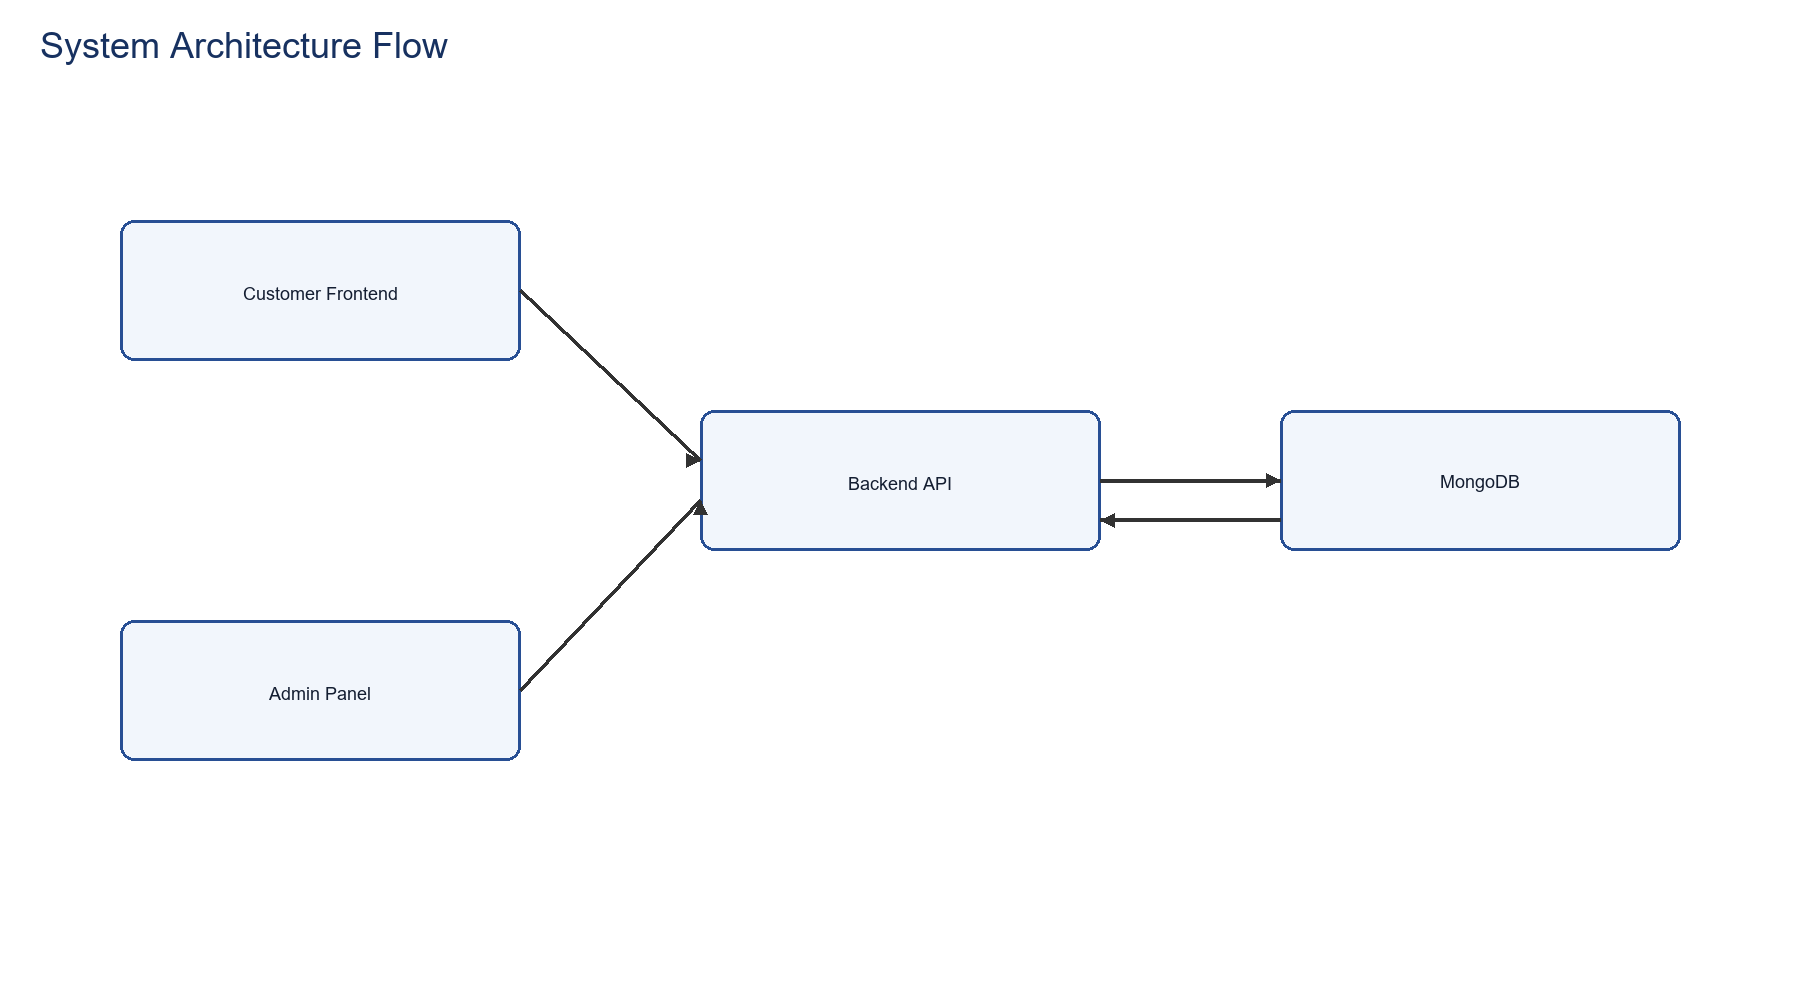 System Architecture Flow
Customer Frontend
Backend API
MongoDB
Admin Panel